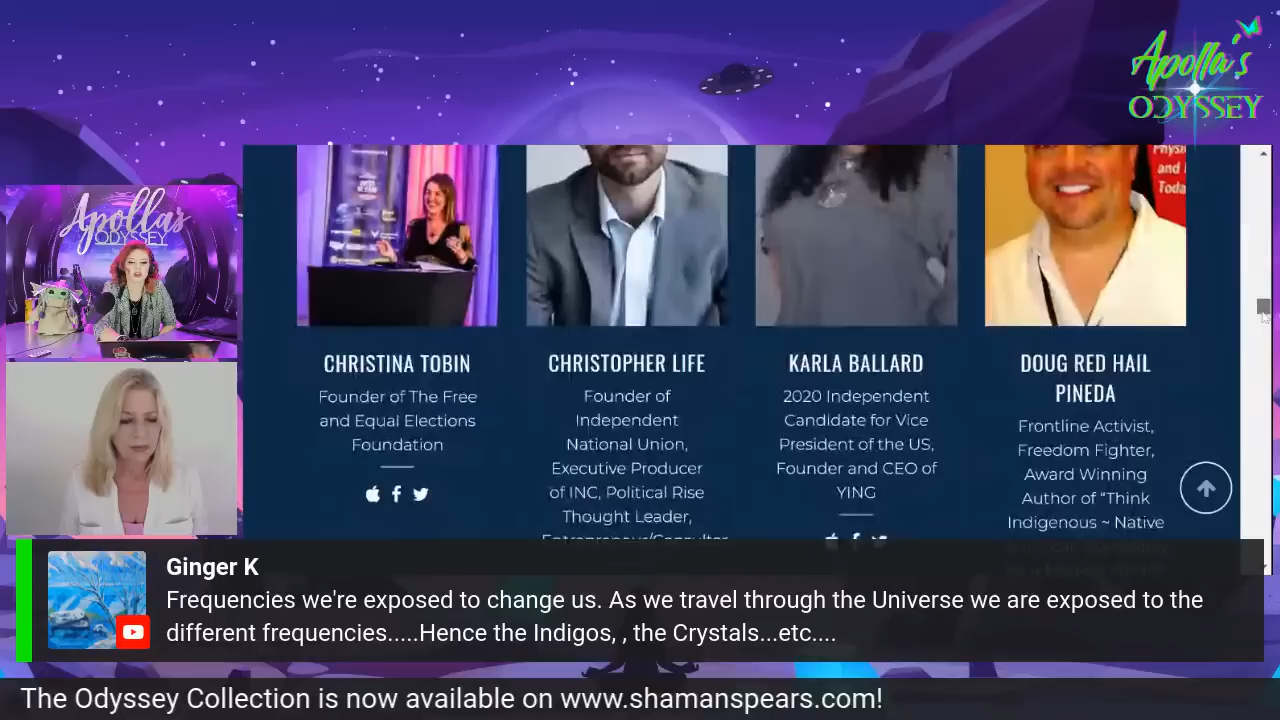 Apolla's
ODYSSEY
Apollas
ODYSSEY
and I
Toda
CHRISTINA TOBIN
Founder of The Free
and Equal Elections
Foundation
CHRISTOPHER LIFE
Founder of
Independent
National Union,
Executive Producer
of INC, Political Rise
Thought Leader,
Entrepreneur/Consultor
KARLA BALLARD
2020 Independent
Candidate for Vice
President of the US,
Founder and CEO of
YING
DOUG RED HAIL
PINEDA
Frontline Activist,
Freedom Fighter,
Award Winning
Author of “Think
Indigenous ~ Native
Ginger K
Frequencies we're exposed to change us. As we travel through the Universe we are exposed to the
different frequencies.....Hence the Indigos, , the Crystals...etc....
The Odyssey Collection is now available on www.shamanspears.com!